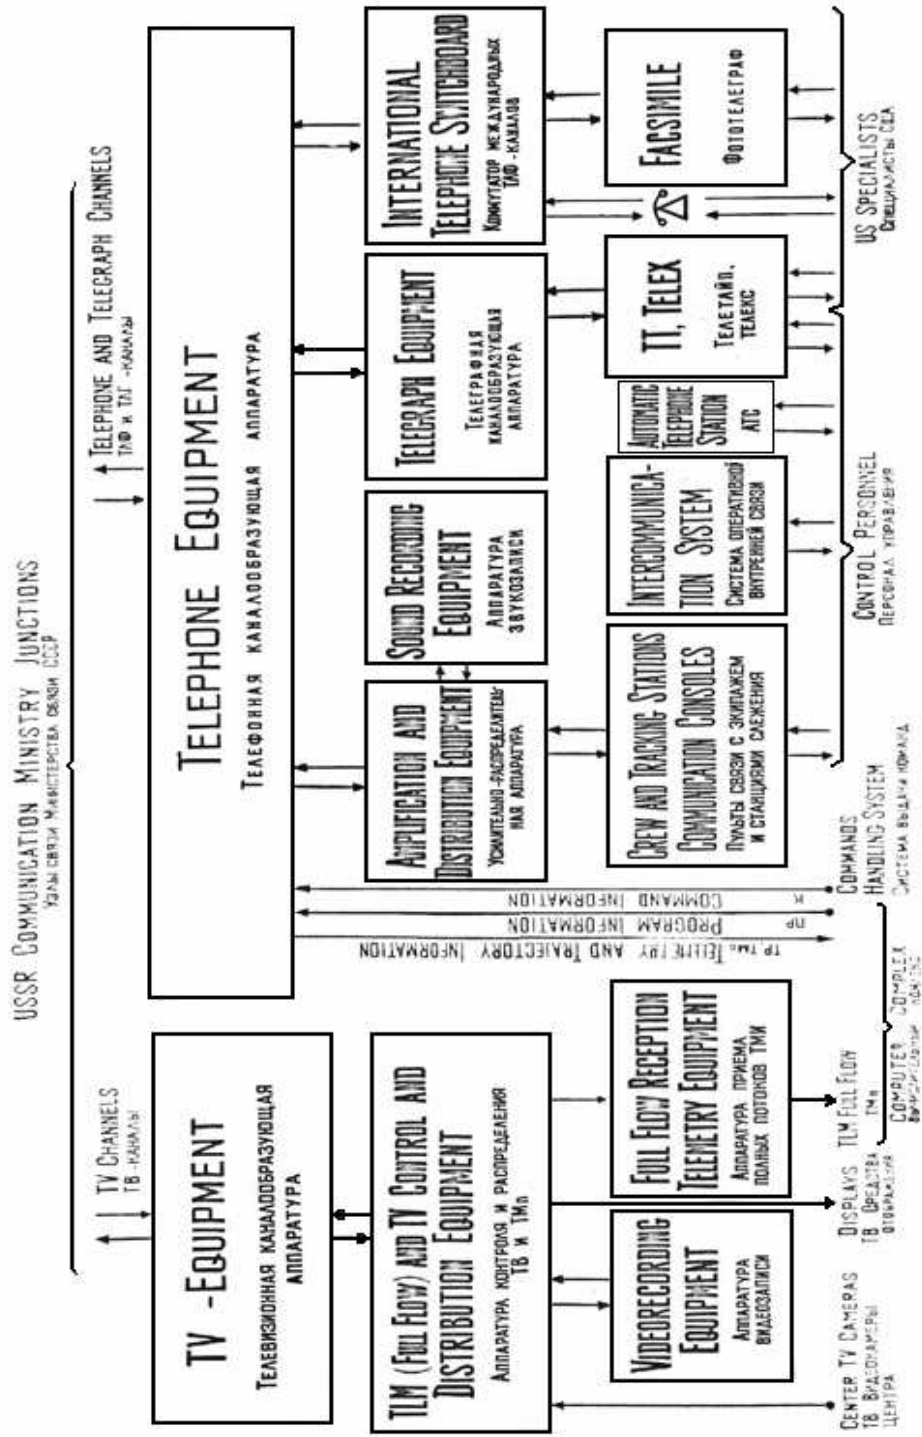 USSR COMMUNICATION MINISTRY JUNCTIONS
УЗЛЫ СВЯЗИ МИНИСТЕРСТВА СВЯЗИ СССР
TV CHANNELS
ТВ-КАНАЛЫ
TELEPHONE AND TELEGRAPH CHANNELS
ТЛФ И ТЛГ-КАНАЛЫ
TV-EQUIPMENT
ТЕЛЕВИЗИОННАЯ КАНАЛООБРАЗУЮЩАЯ
АППАРАТУРА
TELEPHONE EQUIPMENT
ТЕЛЕФОННАЯ КАНАЛООБРАЗУЮЩАЯ АППАРАТУРА
TLM (FULL FLOW) AND TV CONTROL AND
DISTRIBUTION EQUIPMENT
АППАРАТУРА КОНТРОЛЯ И РАСПРЕДЕЛЕНИЯ
ТВ И ТМп
AMPLIFICATION AND
DISTRIBUTION EQUIPMENT
УСИЛИТЕЛЬНО-РАСПРЕДЕЛИТЕЛЬ-
НАЯ АППАРАТУРА
SOUND RECORDING
EQUIPMENT
АППАРАТУРА
ЗВУКОЗАПИСИ
TELEGRAPH EQUIPMENT
ТЕЛЕГРАФНАЯ
КАНАЛООБРАЗУЮЩАЯ
АППАРАТУРА
INTERNATIONAL
TELEPHONE SWITCHBOARD
КОММУТАТОР МЕЖДУНАРОДНЫХ
ТЛФ-КАНАЛОВ
TELEMETRY AND TRAJECTORY INFORMATION
ПР
PROGRAM INFORMATION
К
COMMAND INFORMATION
VIDEORECORDING
EQUIPMENT
АППАРАТУРА
ВИДЕОЗАПИСИ
FULL FLOW RECEPTION
TELEMETRY EQUIPMENT
АППАРАТУРА ПРИЕМА
ПОЛНЫХ ПОТОКОВ ТМИ
CREW AND TRACKING STATIONS
COMMUNICATION CONSOLES
ПУЛЬТЫ СВЯЗИ С ЭКИПАЖЕМ
И СТАНЦИЯМИ СЛЕЖЕНИЯ
INTERCOMMUNICA-
TION SYSTEM
СИСТЕМА ОПЕРАТИВНОЙ
ВНУТРЕННЕЙ СВЯЗИ
AUTOMATIC
TELEPHONE
STATION
АТС
TT, TELEX
ТЕЛЕТАЙП,
ТЕЛЕКС
FACSIMILE
ФОТОТЕЛЕГРАФ
CENTER TV CAMERAS
ТВ ВИДЕОКАМЕРЫ
ЦЕНТРА
DISPLAYS
ТВ СРЕДСТВА
ОТОБРАЖЕНИЯ
TLM FULL FLOW
ТМп
COMMANDS
HANDLING SYSTEM
СИСТЕМА ВЫДАЧИ КОМАНД
COMPUTER COMPLEX
ВЫЧИСЛИТЕЛЬНЫЙ
CONTROL PERSONNEL
ПЕРСОНАЛ УПРАВЛЕНИЯ
US SPECIALISTS
СПЕЦИАЛИСТЫ США